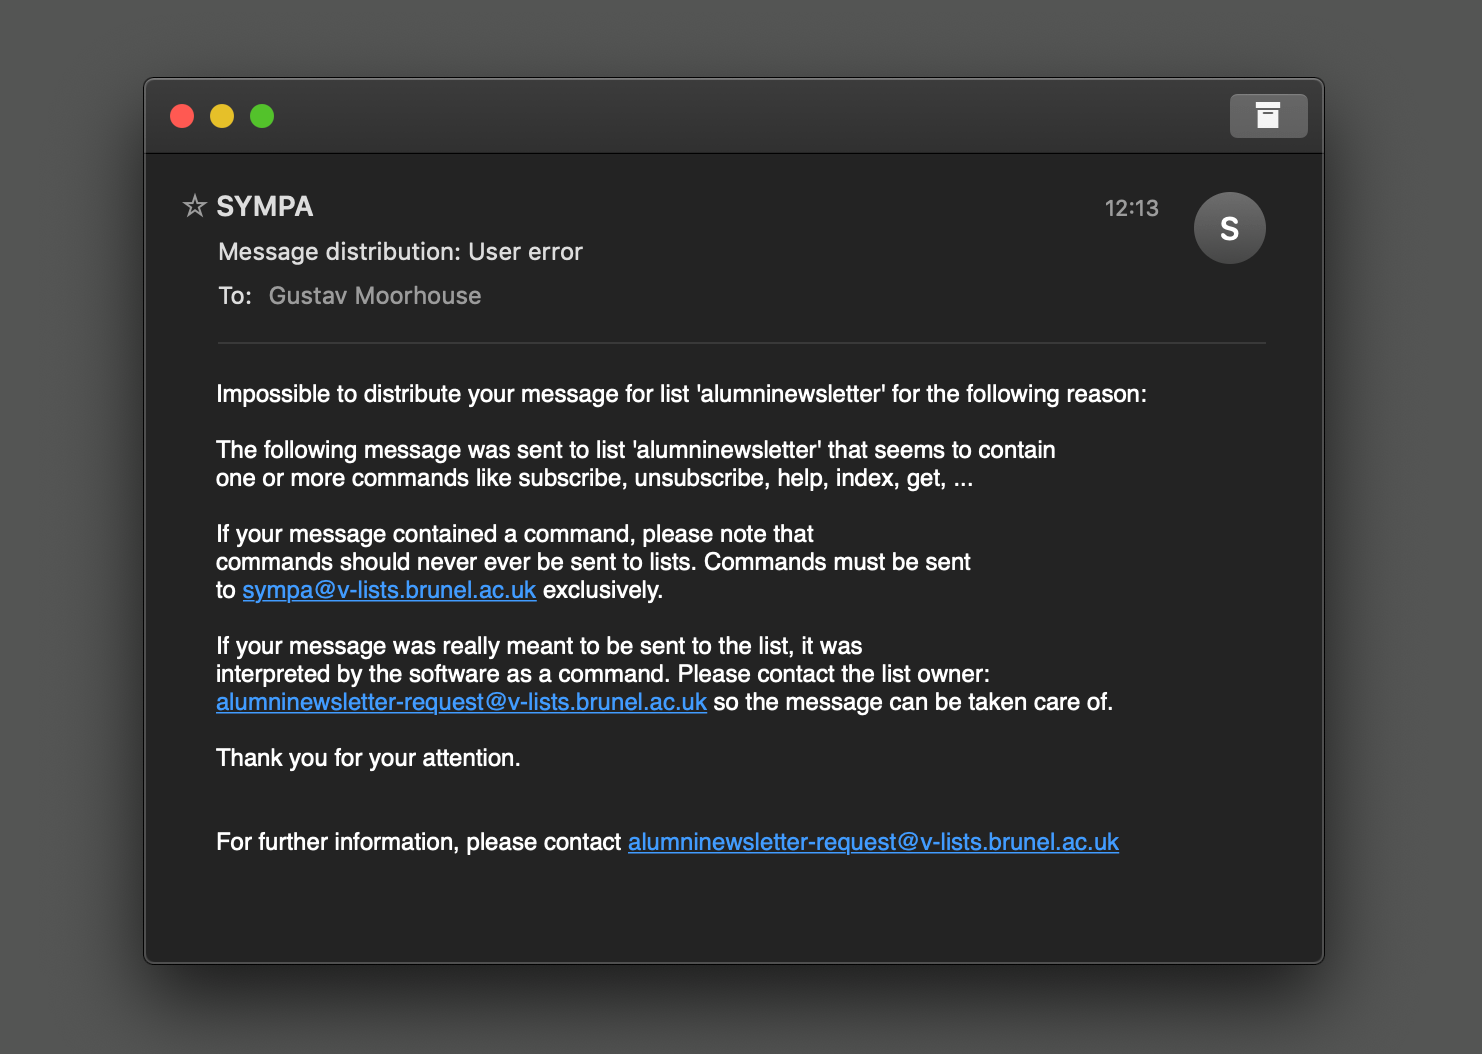 SYMPA
12:13
S
Message distribution: User error
To: Gustav Moorhouse
Impossible to distribute your message for list 'alumninewsletter' for the following reason:
The following message was sent to list 'alumninewsletter' that seems to contain
one or more commands like subscribe, unsubscribe, help, index, get, ...
If your message contained a command, please note that
commands should never ever be sent to lists. Commands must be sent
to sympa@v-lists.brunel.ac.uk exclusively.
If your message was really meant to be sent to the list, it was
interpreted by the software as a command. Please contact the list owner:
alumninewsletter-request@v-lists.brunel.ac.uk so the message can be taken care of.
Thank you for your attention.
For further information, please contact alumninewsletter-request@v-lists.brunel.ac.uk